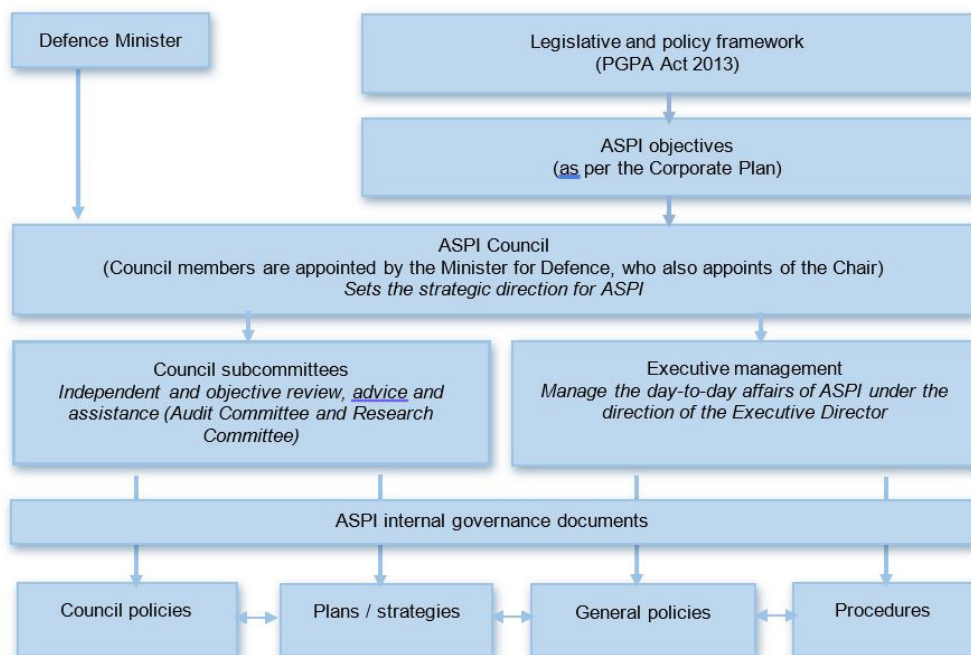 Defence Minister
Legislative and policy framework
(PGPA Act 2013)
ASPI objectives
(as per the Corporate Plan)
ASPI Council
(Council members are appointed by the Minister for Defence, who also appoints of the Chair)
Sets the strategic direction for ASPI
Council subcommittees
Independent and objective review, advice and
assistance (Audit Committee and Research
Committee)
Executive management
Manage the day-to-day affairs of ASPI under the
direction of the Executive Director
ASPI internal governance documents
Council policies
Plans / strategies
General policies
Procedures